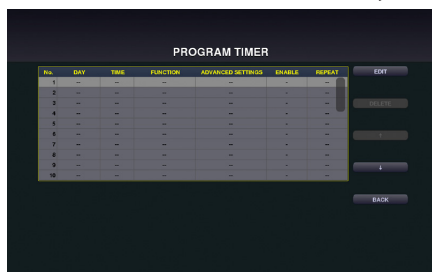 PROGRAM TIMER
No. DAY TIME FUNCTION ADVANCED SETTINGS ENABLE REPEAT
1 -- -- -- -- - --
2 -- -- -- -- - --
3 -- -- -- -- - --
4 -- -- -- -- - --
5 -- -- -- -- - --
6 -- -- -- -- - --
7 -- -- -- -- - --
8 -- -- -- -- - --
9 -- -- -- -- - --
10 -- -- -- -- - --
EDIT
DELETE
↑
↓
BACK